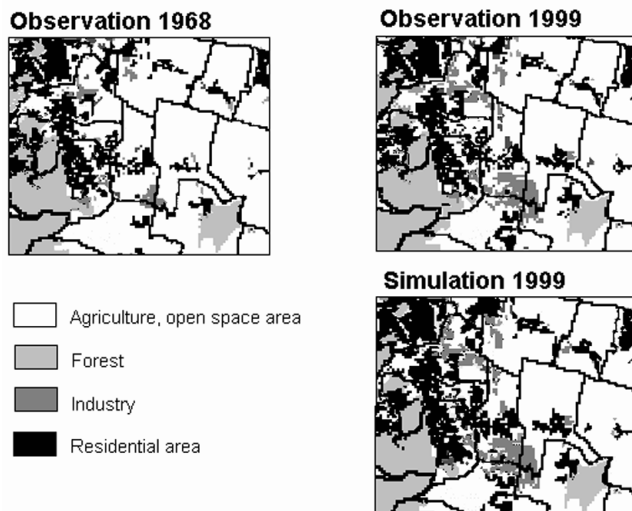 Observation 1968
Observation 1999
Simulation 1999
Agriculture, open space area
Forest
Industry
Residential area